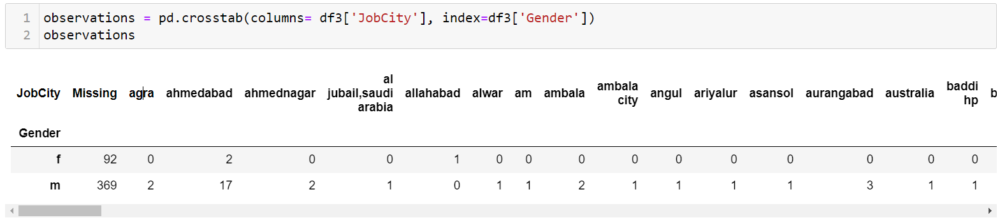 1 observations = pd.crosstab(columns= df3['JobCity'], index=df3['Gender'])
2 observations
JobCity Missing agra ahmedabad ahmednagar al jubail,saudi arabia allahabad alwar am ambala ambala city angul ariyalur asansol aurangabad australia baddi hp b
Gender
f 92 0 2 0 0 1 0 0 0 0 0 0 0 0 0 0
m 369 2 17 2 1 0 1 1 2 1 1 1 1 3 1 1